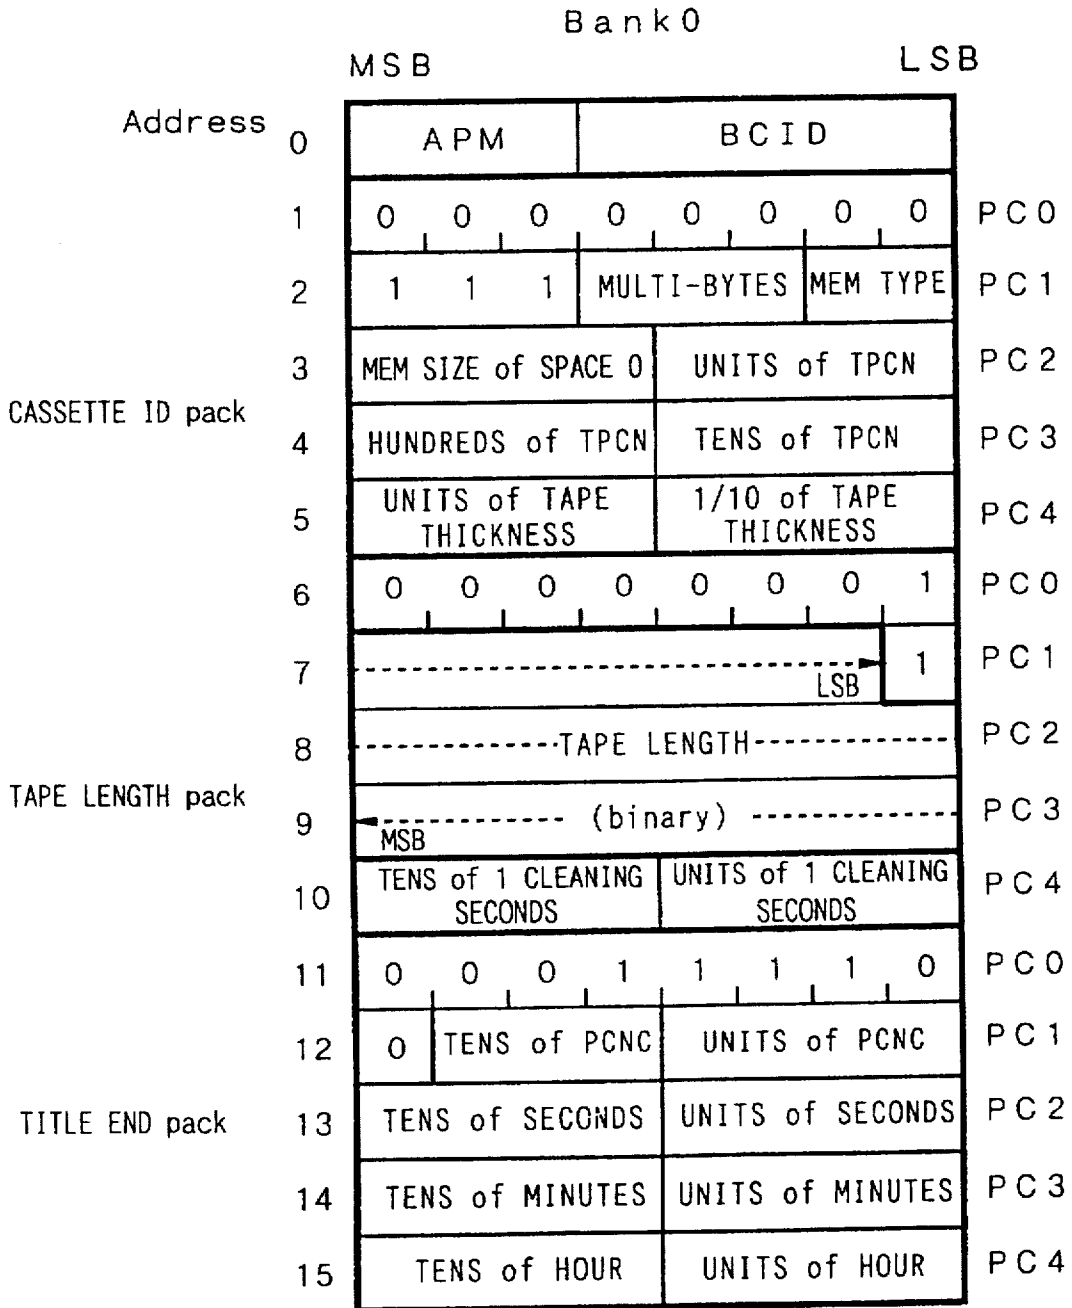 Bank0
MSB LSB
Address 0 APM BCID
1 0 0 0 0 0 0 0 0 PC0
2 1 1 1 MULTI-BYTES MEM TYPE PC1
3 MEM SIZE of SPACE 0 UNITS of TPCN PC2
CASSETTE ID pack
4 HUNDREDS of TPCN TENS of TPCN PC3
5 UNITS of TAPE THICKNESS 1/10 of TAPE THICKNESS PC4
6 0 0 0 0 0 0 0 1 PC0
7 LSB 1 PC1
8 TAPE LENGTH PC2
TAPE LENGTH pack
9 MSB (binary) PC3
10 TENS of 1 CLEANING SECONDS UNITS of 1 CLEANING SECONDS PC4
11 0 0 0 1 1 1 1 0 PC0
12 0 TENS of PCNC UNITS of PCNC PC1
TITLE END pack 13 TENS of SECONDS UNITS of SECONDS PC2
14 TENS of MINUTES UNITS of MINUTES PC3
15 TENS of HOUR UNITS of HOUR PC4